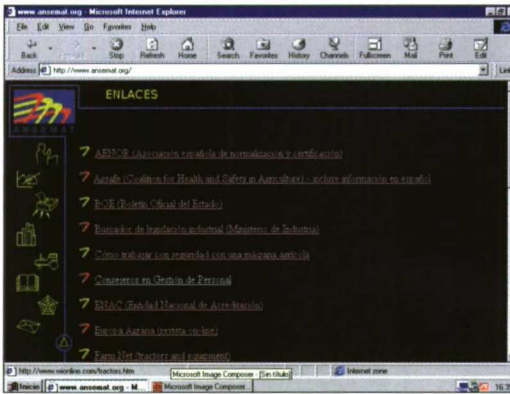 www ansemat org - Microsoft Internet Explorer
File Edit View Go Favorites Help
Back Stop Refresh Home Search Favorites History Channels Fullscreen Mail Print Edit
Address http://www.ansemat.org/
ENLACES
ANSEMAT
AENOR (Asociación española de normalización y certificación)
Agsafe (Coalition for Health and Safety in Agriculture) - incluye información en español
BOE (Boletín Oficial del Estado)
Buscador de legislación industrial (Ministerio de Industria)
Cómo trabajar con seguridad con una máquina agrícola
Consejeros en Gestión de Personal
ENAC (Entidad Nacional de Acreditación)
Europa Agraria (revista on-line)
Farm Net (tractors and equipment)
http://www.wionline.com/tractors.htm
Microsoft Image Composer - [Sin título]
Internet zone
Inicio www ansemat org - M... Microsoft Image Composer... 16:35